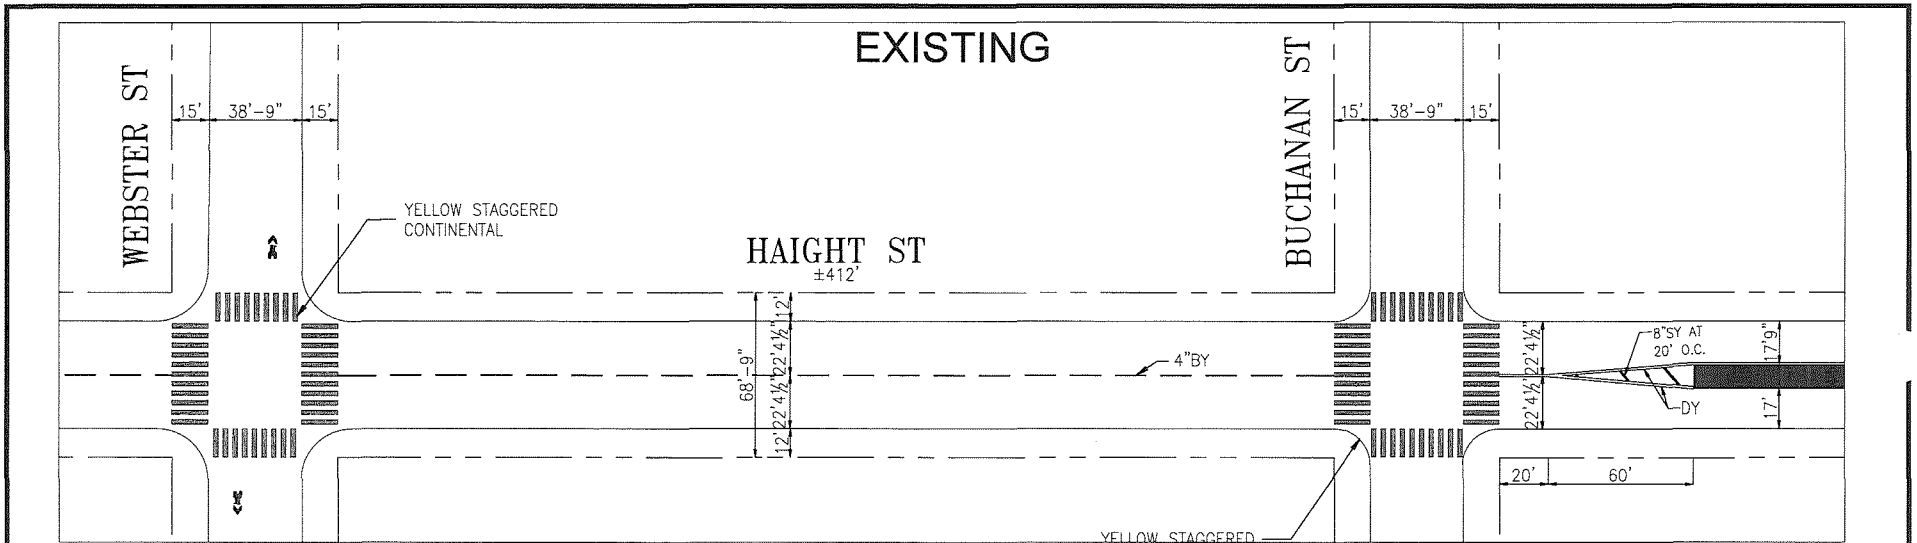 EXISTING
WEBSTER ST
BUCHANAN ST
15' 38'-9" 15'
15' 38'-9" 15'
YELLOW STAGGERED
CONTINENTAL
HAIGHT ST
±412'
12'
22'4½"
68'-9"
22'4½"
12'
4"BY
22'4½"
22'4½"
8"SY AT
20' O.C.
17'9"
DY
17'
20' 60'
YELLOW STAGGERED